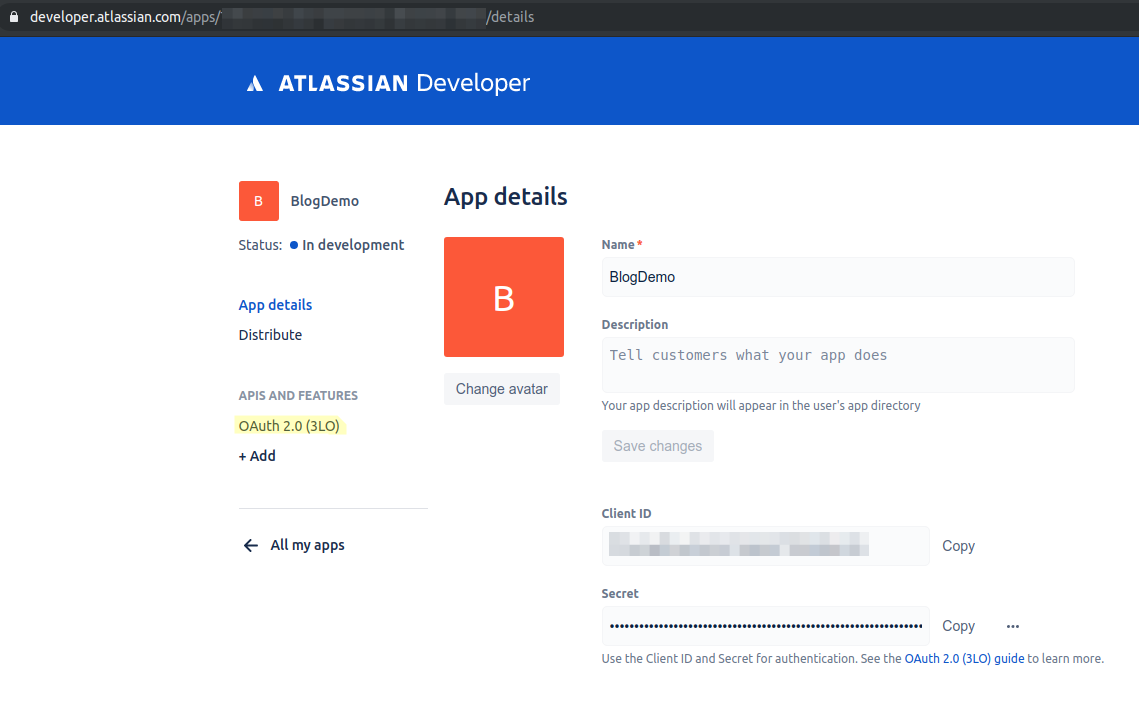 developer.atlassian.com/apps/ /details
ATLASSIAN Developer
B BlogDemo
Status: In development
App details
Distribute
APIS AND FEATURES
OAuth 2.0 (3LO)
+ Add
All my apps
App details
B
Change avatar
Name*
BlogDemo
Description
Tell customers what your app does
Your app description will appear in the user's app directory
Save changes
Client ID
Copy
Secret
•••••••••••••••••••••••••••••••••••••••••••••••••••••••••••••••• Copy •••
Use the Client ID and Secret for authentication. See the OAuth 2.0 (3LO) guide to learn more.